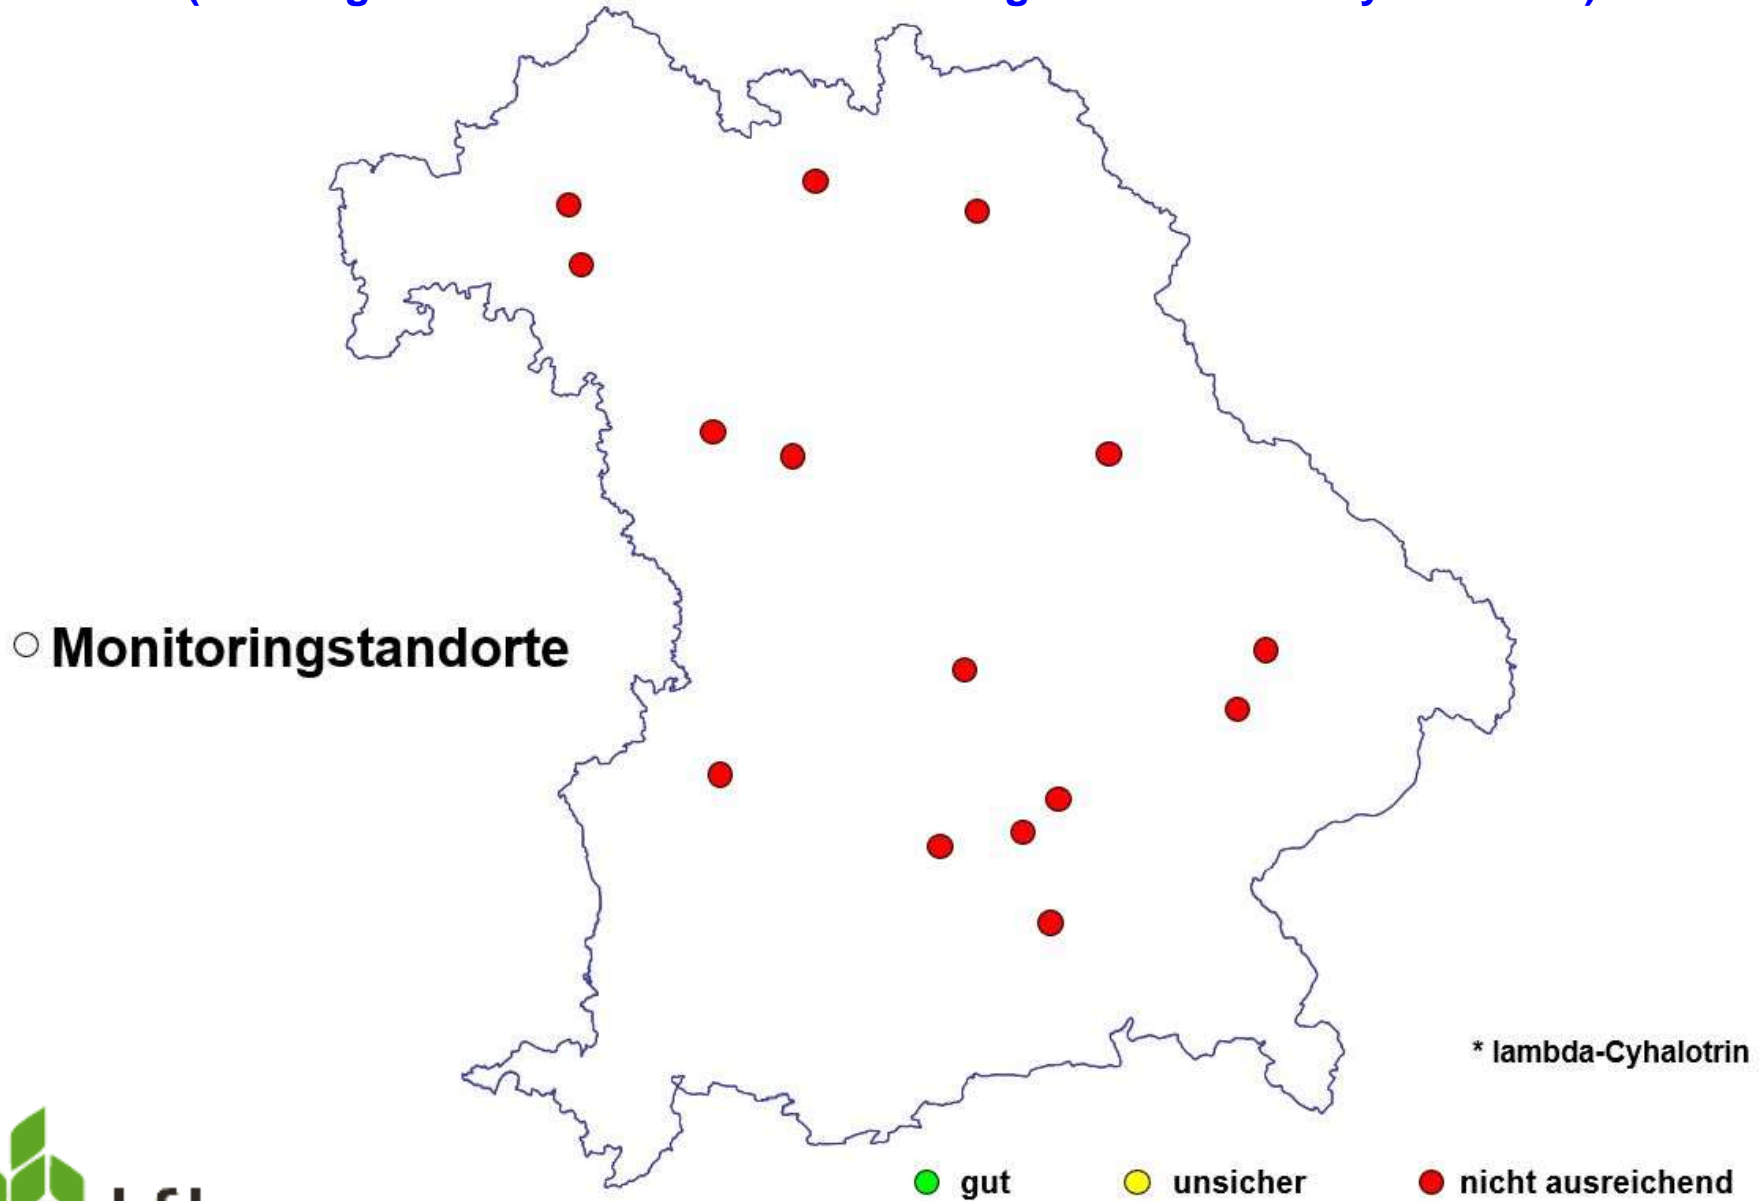 Monitoringstandorte
* lambda-Cyhalotrin
gut
unsicher
nicht ausreichend